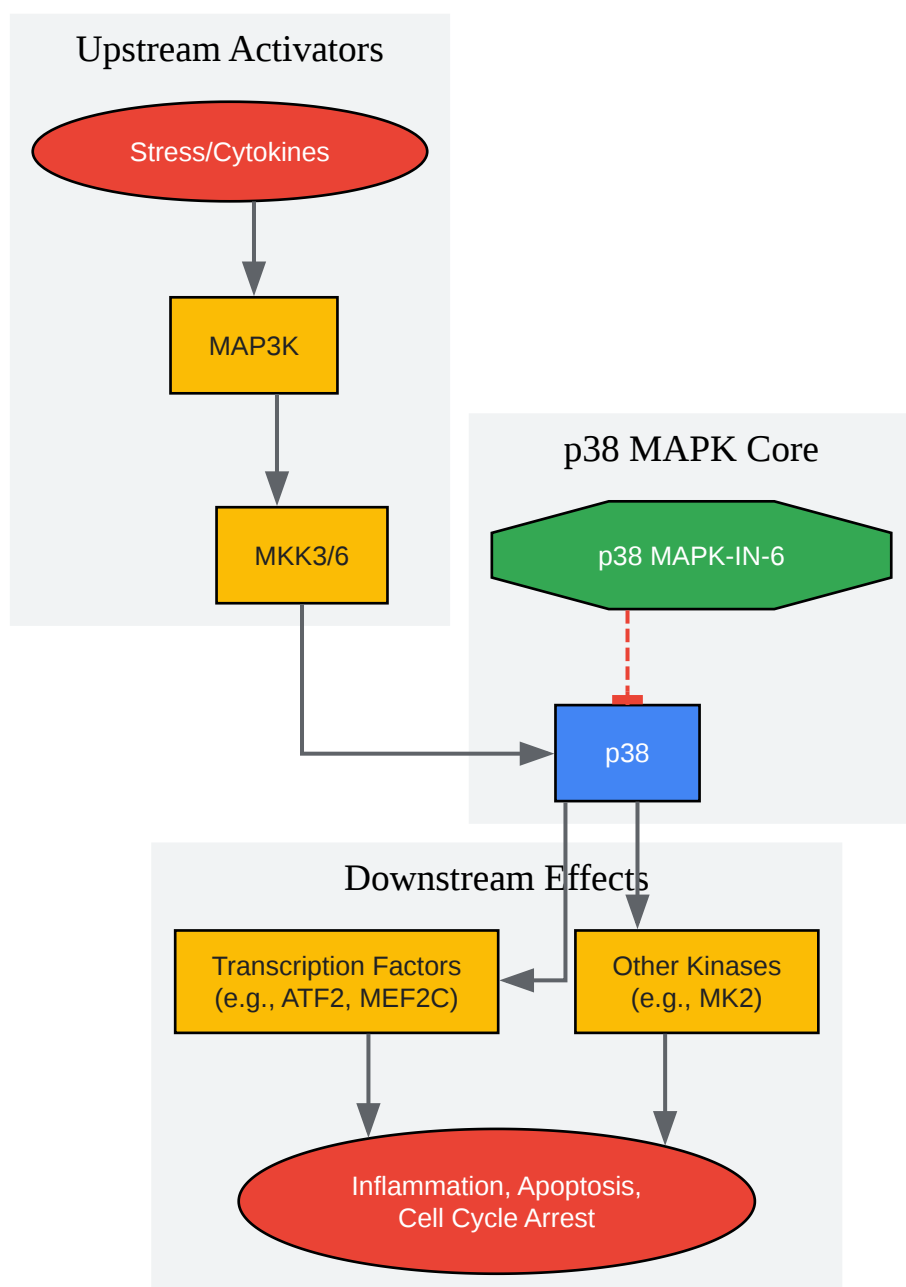 Upstream Activators
Stress/Cytokines
MAP3K
MKK3/6
p38 MAPK Core
p38 MAPK-IN-6
p38
Downstream Effects
Transcription Factors
(e.g., ATF2, MEF2C)
Other Kinases
(e.g., MK2)
Inflammation, Apoptosis,
Cell Cycle Arrest